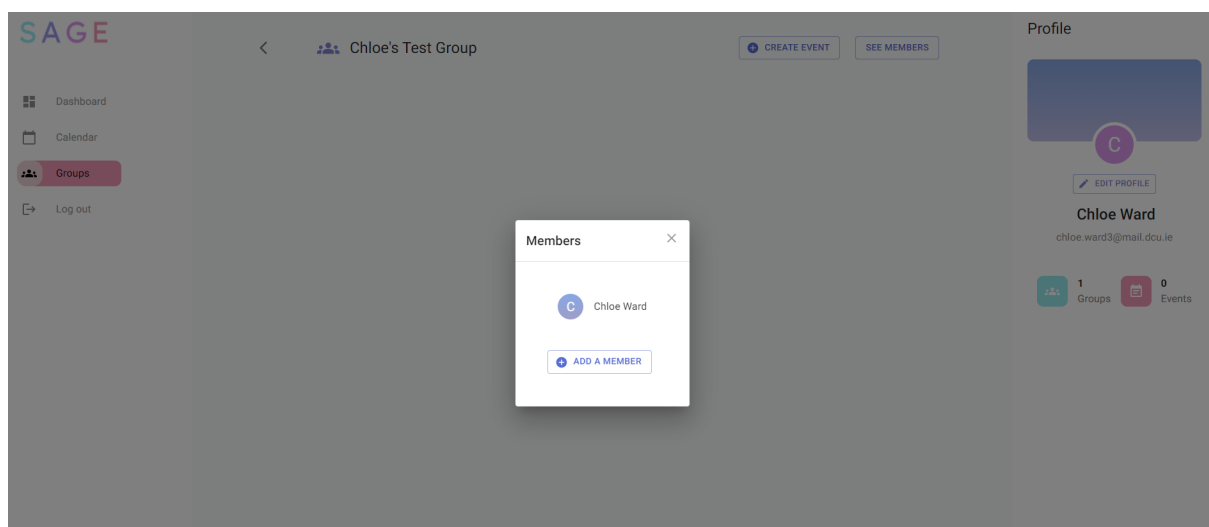 SAGE
Dashboard
Calendar
Groups
Log out
Chloe's Test Group
CREATE EVENT
SEE MEMBERS
Members
C
Chloe Ward
ADD A MEMBER
Profile
C
EDIT PROFILE
Chloe Ward
chloe.ward3@mail.dcu.ie
1
Groups
0
Events